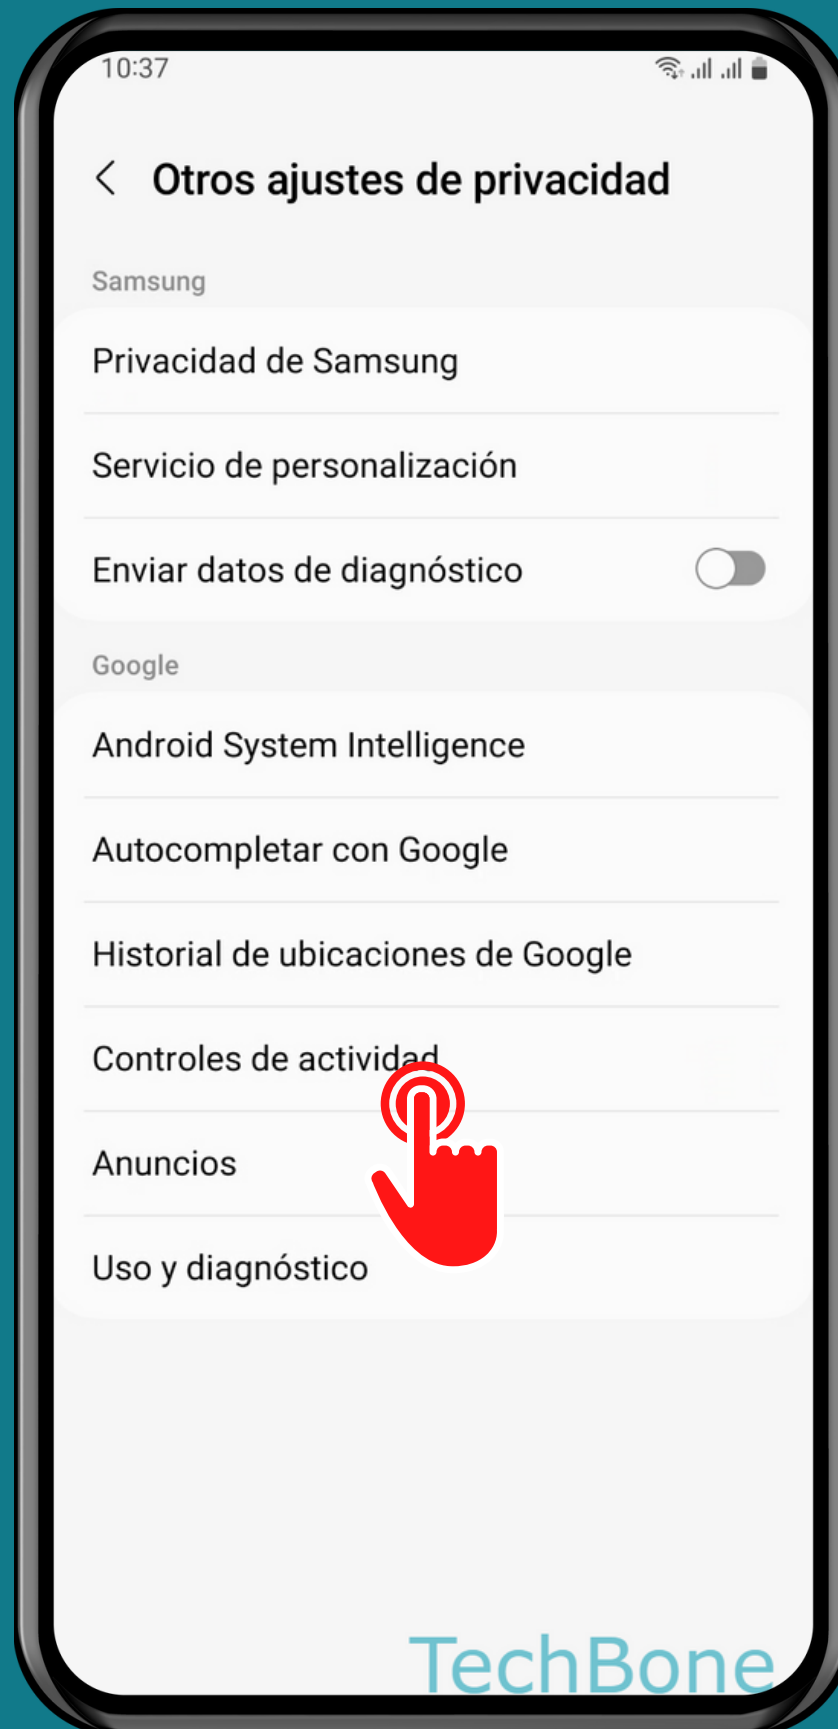 10:37
Otros ajustes de privacidad
Samsung
Privacidad de Samsung
Servicio de personalización
Enviar datos de diagnóstico
Google
Android System Intelligence
Autocompletar con Google
Historial de ubicaciones de Google
Controles de actividad
Anuncios
Uso y diagnóstico
TechBone